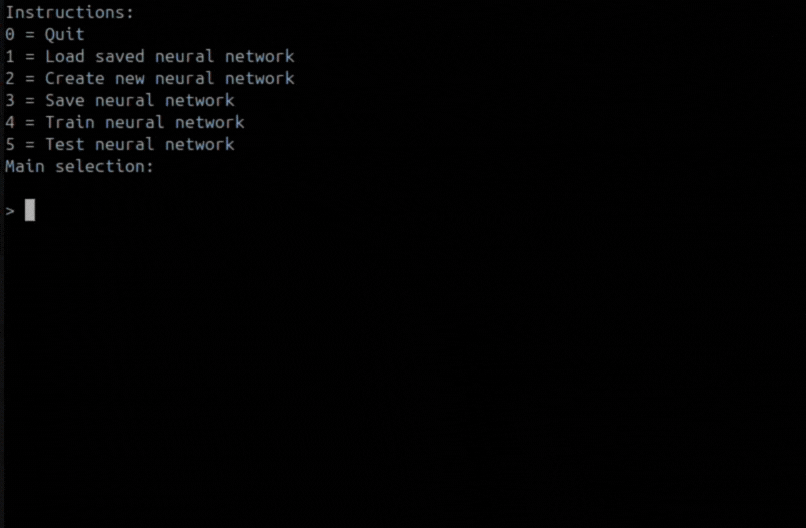 Instructions:
0 = Quit
1 = Load saved neural network
2 = Create new neural network
3 = Save neural network
4 = Train neural network
5 = Test neural network
Main selection:
>